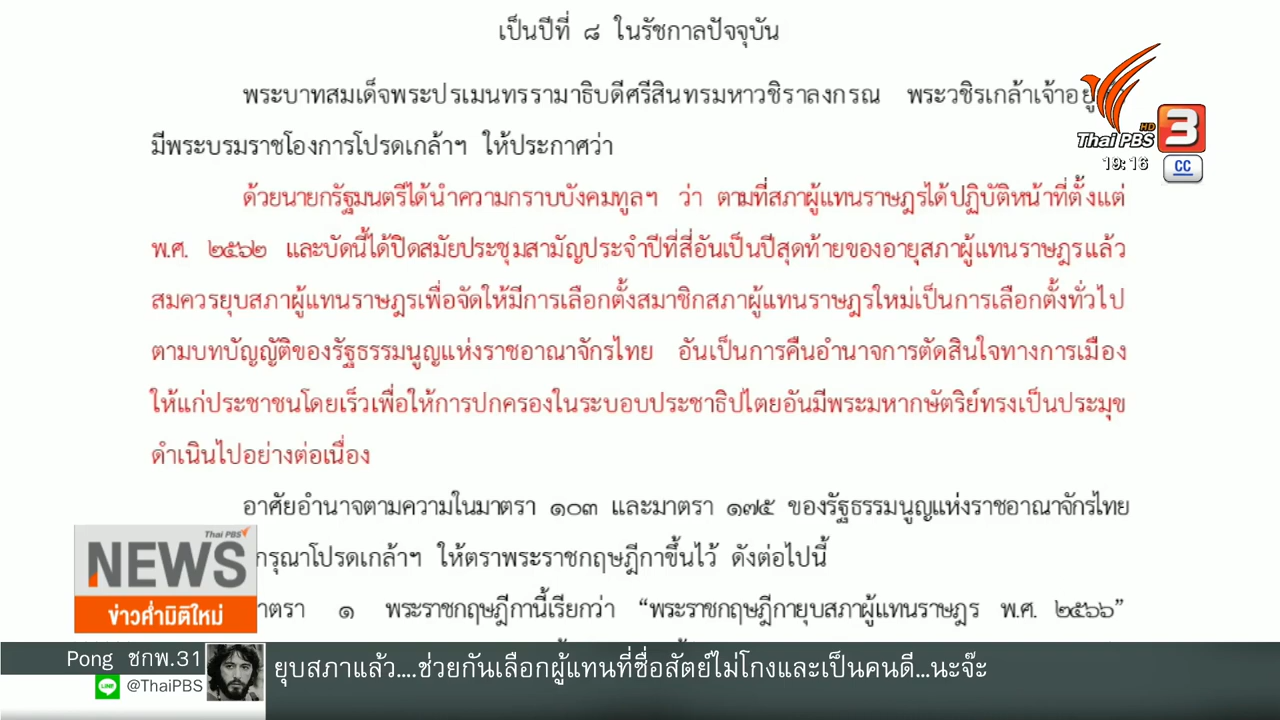 เป็นปีที่ ๘ ในรัชกาลปัจจุบัน
พระบาทสมเด็จพระปรเมนทรรามาธิบดีศรีสินทรมหาวชิราลงกรณ พระวชิรเกล้าเจ้าอยู่
มีพระบรมราชโองการโปรดเกล้าฯ ให้ประกาศว่า
Thai PBS HD 3
19:16
CC
ด้วยนายกรัฐมนตรีได้นำความกราบบังคมทูลฯ ว่า ตามที่สภาผู้แทนราษฎรได้ปฏิบัติหน้าที่ตั้งแต่
พ.ศ. ๒๕๖๒ และบัดนี้ได้ปิดสมัยประชุมสามัญประจำปีที่สี่อันเป็นปีสุดท้ายของอายุสภาผู้แทนราษฎรแล้ว
สมควรยุบสภาผู้แทนราษฎรเพื่อจัดให้มีการเลือกตั้งสมาชิกสภาผู้แทนราษฎรใหม่เป็นการเลือกตั้งทั่วไป
ตามบทบัญญัติของรัฐธรรมนูญแห่งราชอาณาจักรไทย อันเป็นการคืนอำนาจการตัดสินใจทางการเมือง
ให้แก่ประชาชนโดยเร็วเพื่อให้การปกครองในระบอบประชาธิปไตยอันมีพระมหากษัตริย์ทรงเป็นประมุข
ดำเนินไปอย่างต่อเนื่อง
อาศัยอำนาจตามความในมาตรา ๑๐๓ และมาตรา ๑๗๕ ของรัฐธรรมนูญแห่งราชอาณาจักรไทย
กรุณาโปรดเกล้าฯ ให้ตราพระราชกฤษฎีกาขึ้นไว้ ดังต่อไปนี้
าตรา ๑ พระราชกฤษฎีกานี้เรียกว่า “พระราชกฤษฎีกายุบสภาผู้แทนราษฎร พ.ศ. ๒๕๖๖”
Thai PBS
NEWS
ข่าวค่ำมิติใหม่
Pong ชกพ.31
@ThaiPBS
ยุบสภาแล้ว....ช่วยกันเลือกผู้แทนที่ซื่อสัตย์ไม่โกงและเป็นคนดี...นะจ๊ะ